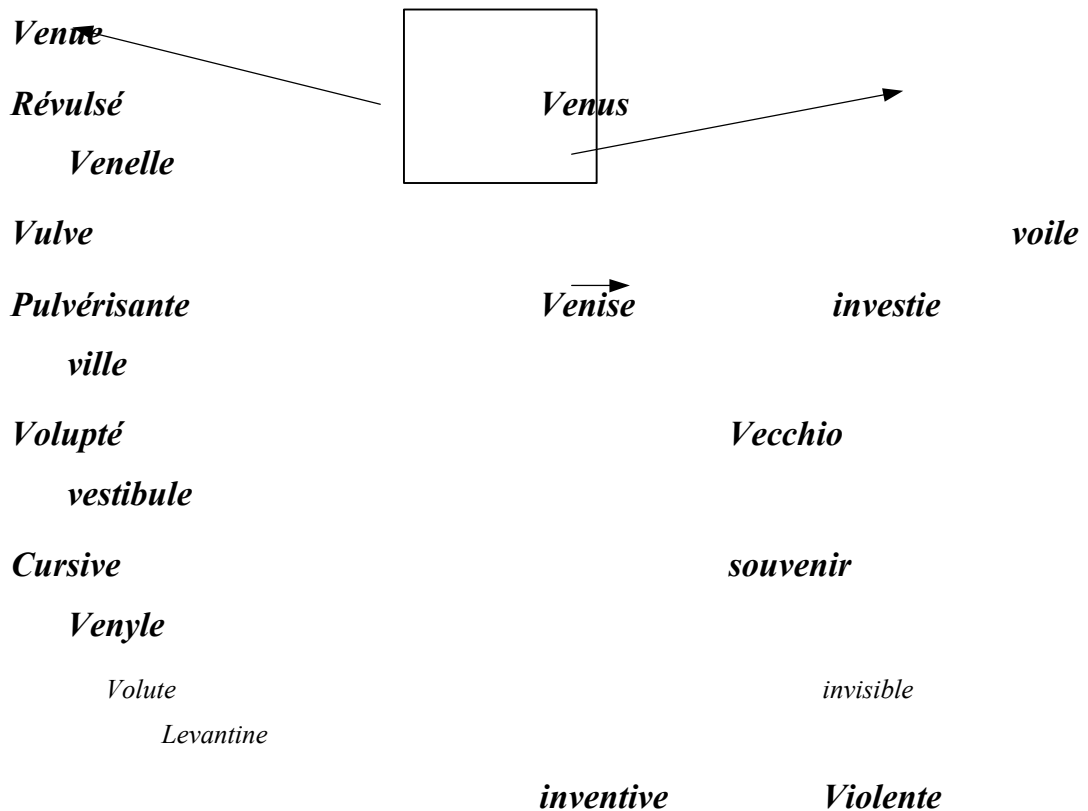 Venue
Révulsé Venus
Venelle
Vulve voile
Pulvérisante Venise investie
ville
Volupté Vecchio
vestibule
Cursive souvenir
Venyle
Volute invisible
Levantine
inventive Violente